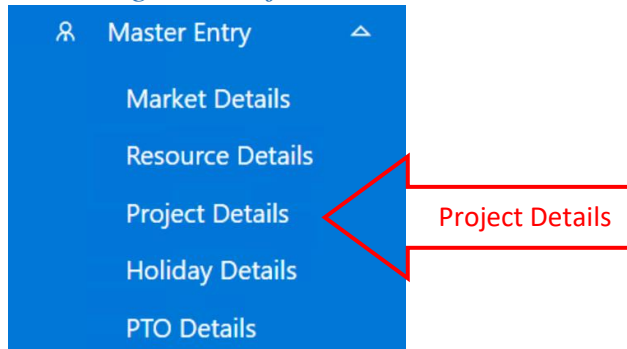 Master Entry
Market Details
Resource Details
Project Details
Project Details
Holiday Details
PTO Details